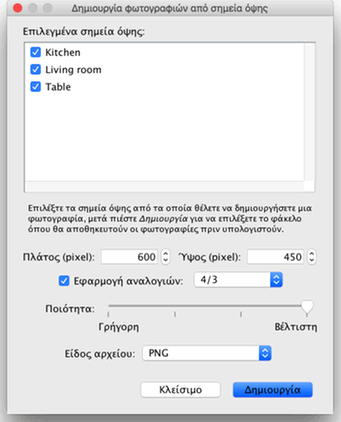 Δημιουργία φωτογραφιών από σημεία όψης
Επιλεγμένα σημεία όψης:
Kitchen
Living room
Table
Επιλέξτε τα σημεία όψης από τα οποία θέλετε να δημιουργήσετε μια
φωτογραφία, μετά πιέστε Δημιουργία για να επιλέξετε το φάκελο
όπου θα αποθηκευτούν οι φωτογραφίες πριν υπολογιστούν.
Πλάτος (pixel): 600 Ύψος (pixel): 450
Εφαρμογή αναλογιών: 4/3
Ποιότητα:
Γρήγορη Βέλτιστη
Είδος αρχείου: PNG
Κλείσιμο Δημιουργία